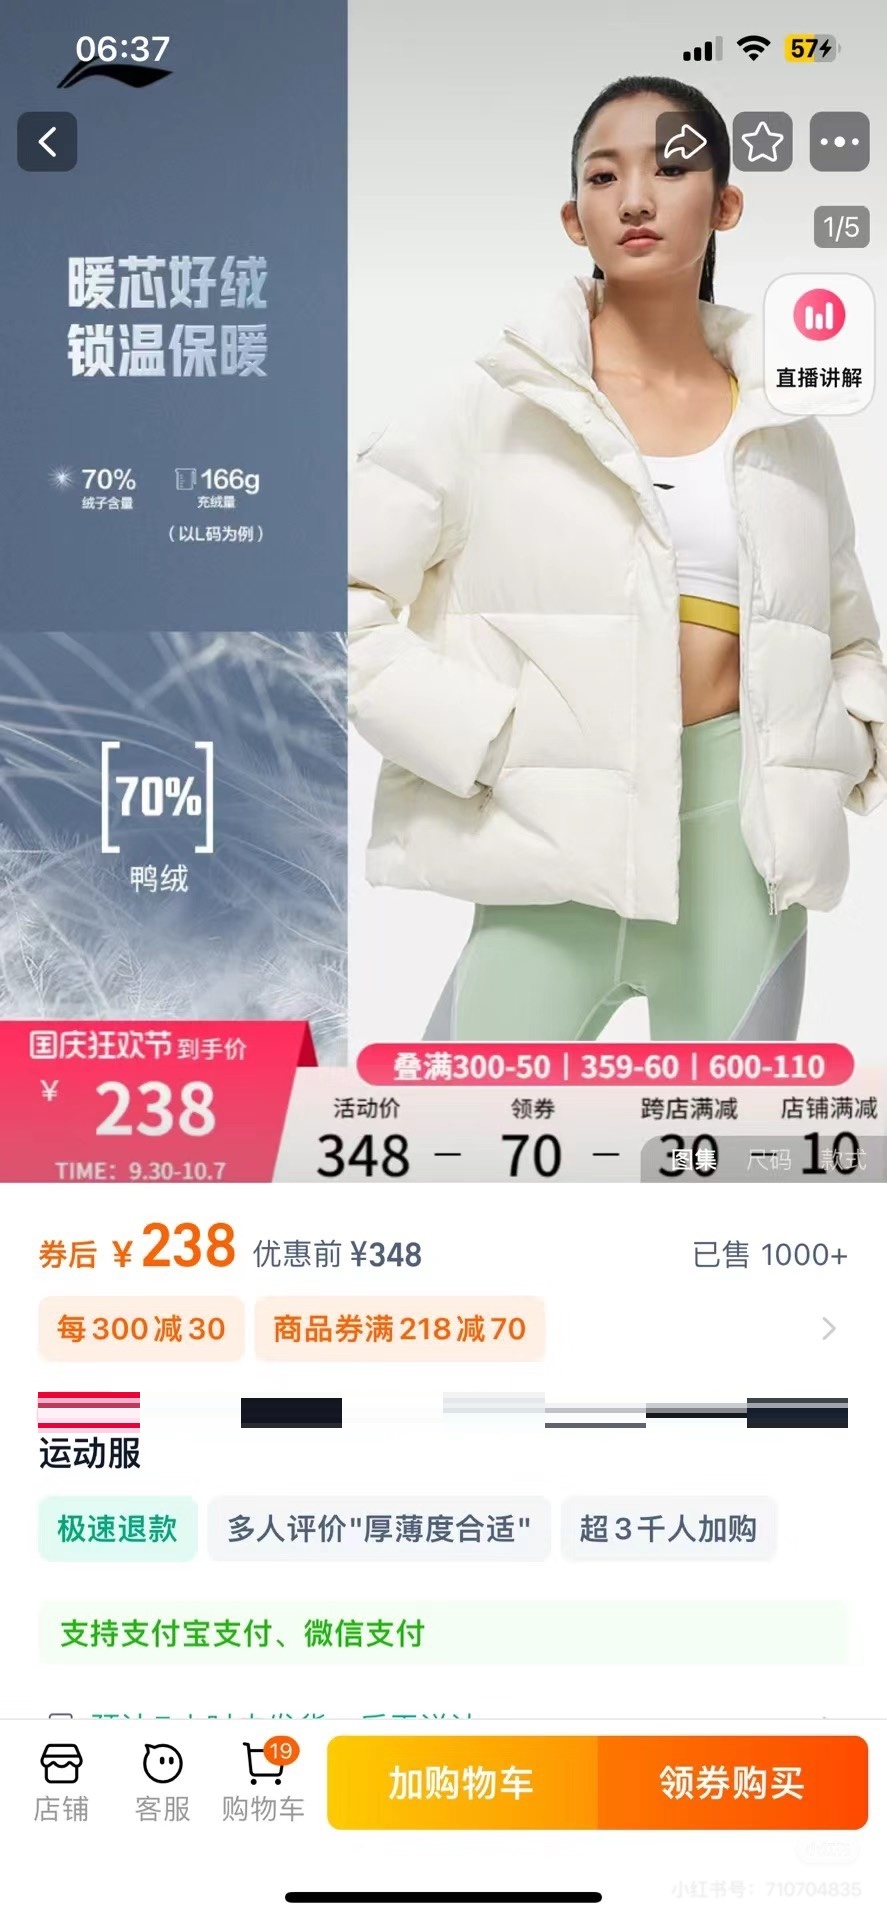 06:37
57
1/5
直播讲解
暖芯好绒
锁温保暖
70%
绒子含量
166g
充绒量
(以L码为例)
70%
鸭绒
国庆狂欢节到手价
¥238
TIME: 9.30-10.7
叠满300-50|359-60|600-110
活动价 领券 跨店满减 店铺满减
348 - 70 - 30 - 10
图集 尺码 款式
券后 ¥238 优惠前 ¥348 已售 1000+
每300减30 商品券满218减70
运动服
极速退款 多人评价"厚薄度合适" 超3千人加购
支持支付宝支付、微信支付
19
店铺 客服 购物车 加购物车 领券购买
小红书号: 710704835